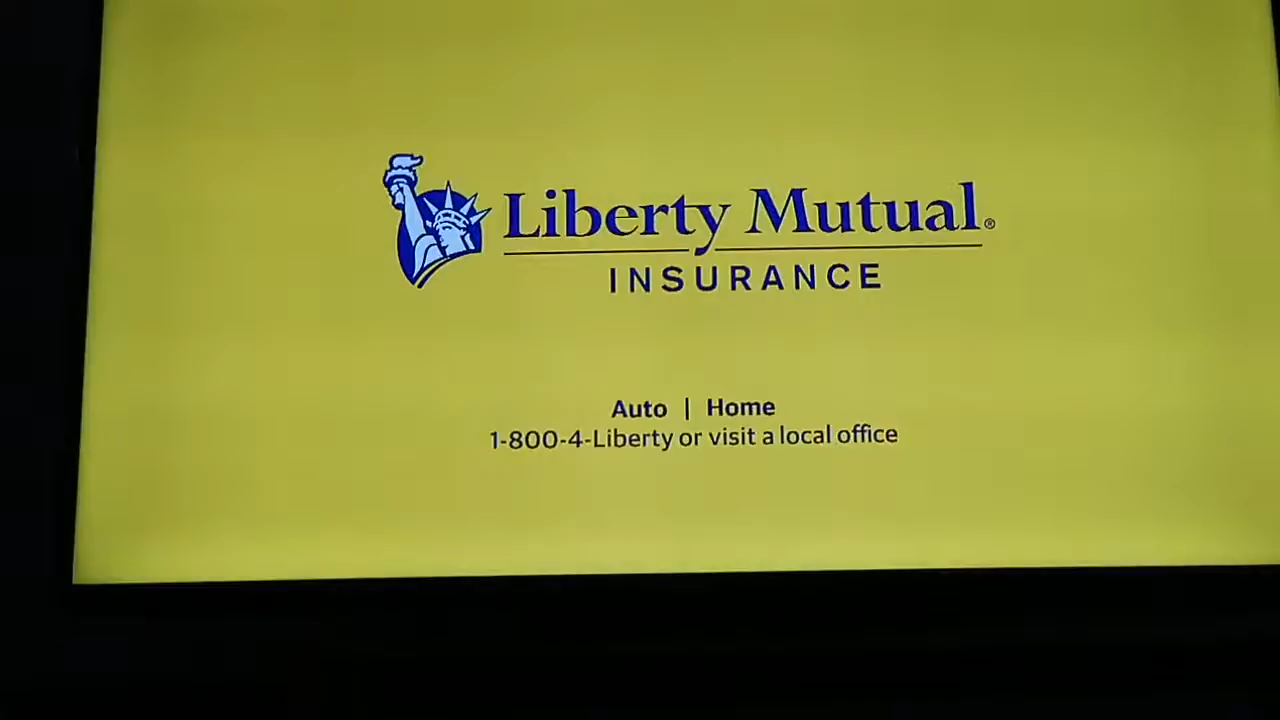 Liberty Mutual®
INSURANCE
Auto | Home
1-800-4-Liberty or visit a local office